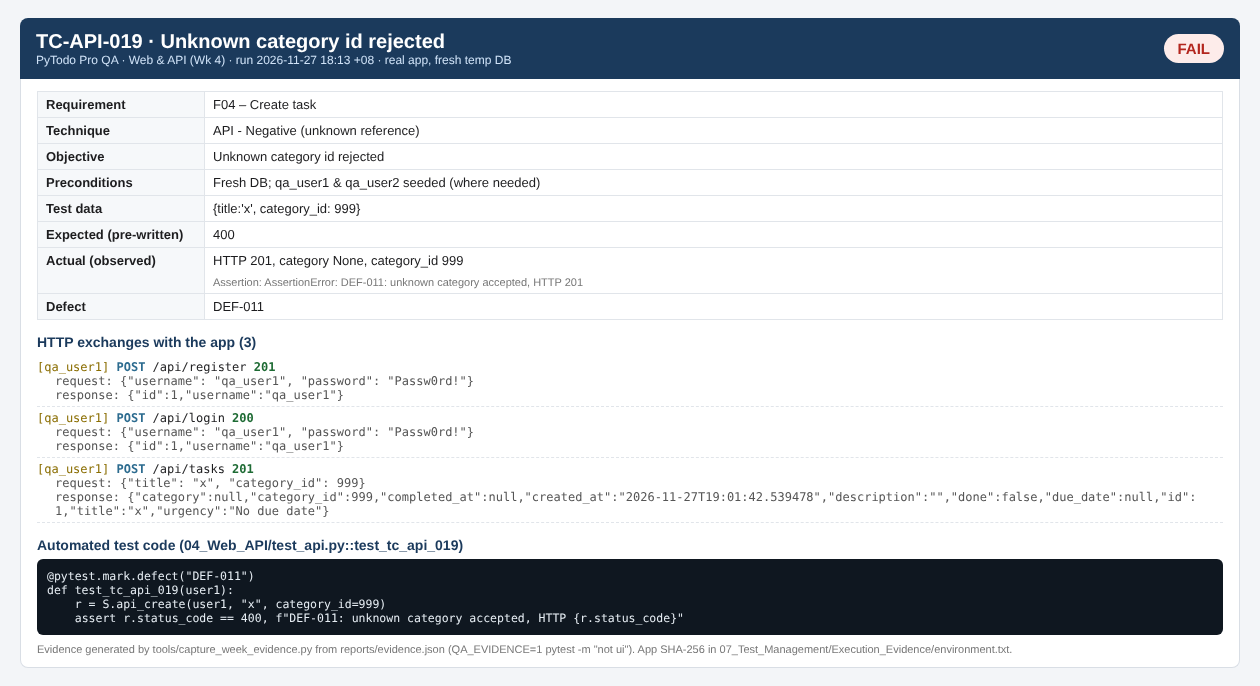 TC-API-019 · Unknown category id rejected
PyTodo Pro QA · Web & API (Wk 4) · run 2026-11-27 18:13 +08 · real app, fresh temp DB
FAIL
Requirement F04 – Create task
Technique API - Negative (unknown reference)
Objective Unknown category id rejected
Preconditions Fresh DB; qa_user1 & qa_user2 seeded (where needed)
Test data {title:'x', category_id: 999}
Expected (pre-written) 400
Actual (observed) HTTP 201, category None, category_id 999
Assertion: AssertionError: DEF-011: unknown category accepted, HTTP 201
Defect DEF-011
HTTP exchanges with the app (3)
[qa_user1] POST /api/register 201
request: {"username": "qa_user1", "password": "Passw0rd!"}
response: {"id":1,"username":"qa_user1"}
[qa_user1] POST /api/login 200
request: {"username": "qa_user1", "password": "Passw0rd!"}
response: {"id":1,"username":"qa_user1"}
[qa_user1] POST /api/tasks 201
request: {"title": "x", "category_id": 999}
response: {"category":null,"category_id":999,"completed_at":null,"created_at":"2026-11-27T19:01:42.539478","description":"","done":false,"due_date":null,"id":
1,"title":"x","urgency":"No due date"}
Automated test code (04_Web_API/test_api.py::test_tc_api_019)
@pytest.mark.defect("DEF-011")
def test_tc_api_019(user1):
    r = S.api_create(user1, "x", category_id=999)
    assert r.status_code == 400, f"DEF-011: unknown category accepted, HTTP {r.status_code}"
Evidence generated by tools/capture_week_evidence.py from reports/evidence.json (QA_EVIDENCE=1 pytest -m "not ui"). App SHA-256 in 07_Test_Management/Execution_Evidence/environment.txt.